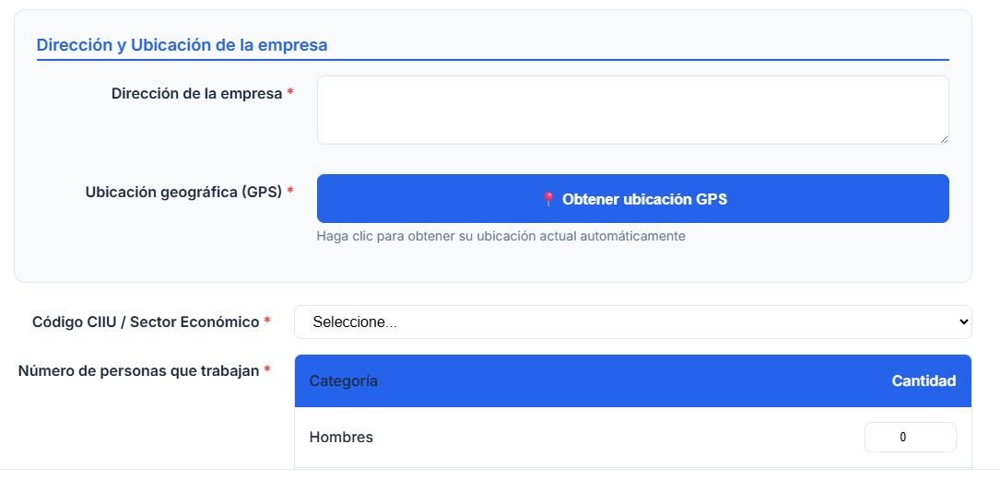 Dirección y Ubicación de la empresa
Dirección de la empresa *
Ubicación geográfica (GPS) *
📍 Obtener ubicación GPS
Haga clic para obtener su ubicación actual automáticamente
Código CIIU / Sector Económico *
Seleccione...
Número de personas que trabajan *
Categoría Cantidad
Hombres 0